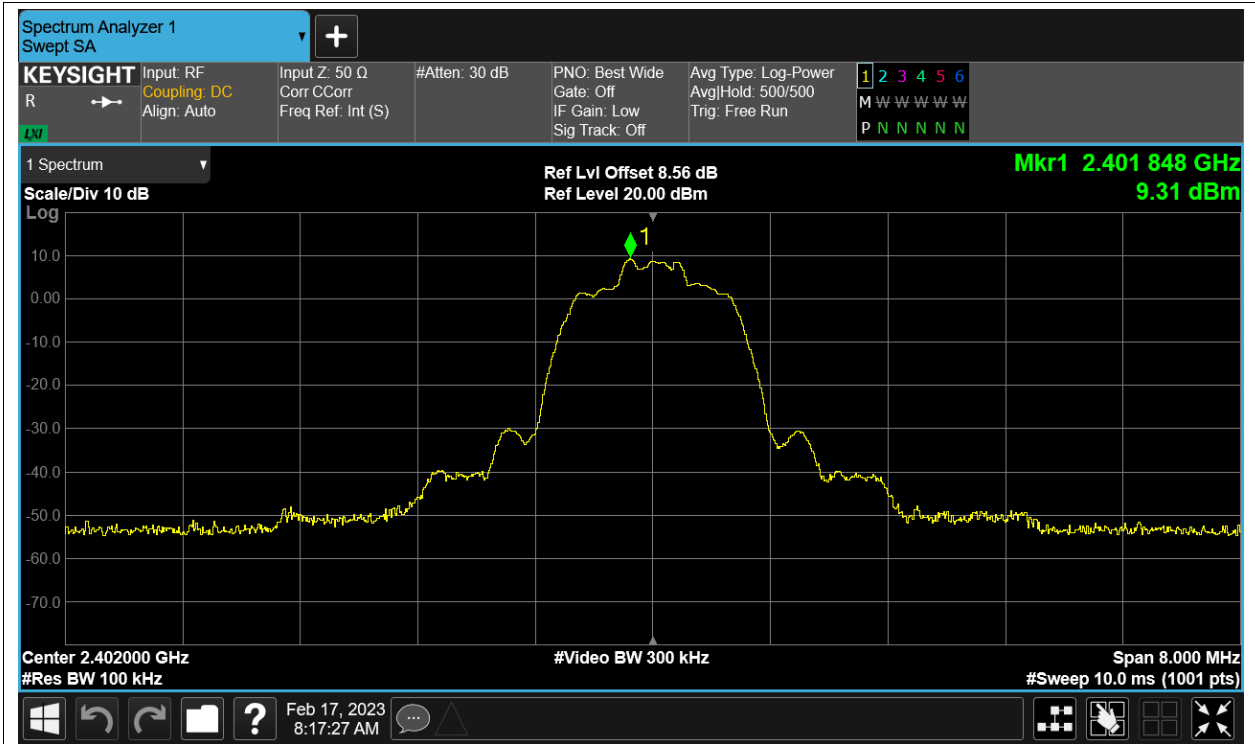 Spectrum Analyzer 1
Swept SA
KEYSIGHT
R
LXI
Input: RF
Coupling: DC
Align: Auto
Input Z: 50 Ω
Corr CCorr
Freq Ref: Int (S)
#Atten: 30 dB
PNO: Best Wide
Gate: Off
IF Gain: Low
Sig Track: Off
Avg Type: Log-Power
Avg|Hold: 500/500
Trig: Free Run
1 2 3 4 5 6
M W W W W W
P N N N N N
1 Spectrum
Scale/Div 10 dB
Log
Ref Lvl Offset 8.56 dB
Ref Level 20.00 dBm
Mkr1 2.401 848 GHz
9.31 dBm
1
10.0
0.00
-10.0
-20.0
-30.0
-40.0
-50.0
-60.0
-70.0
Center 2.402000 GHz
#Video BW 300 kHz
Span 8.000 MHz
#Res BW 100 kHz
#Sweep 10.0 ms (1001 pts)
?
Feb 17, 2023
8:17:27 AM